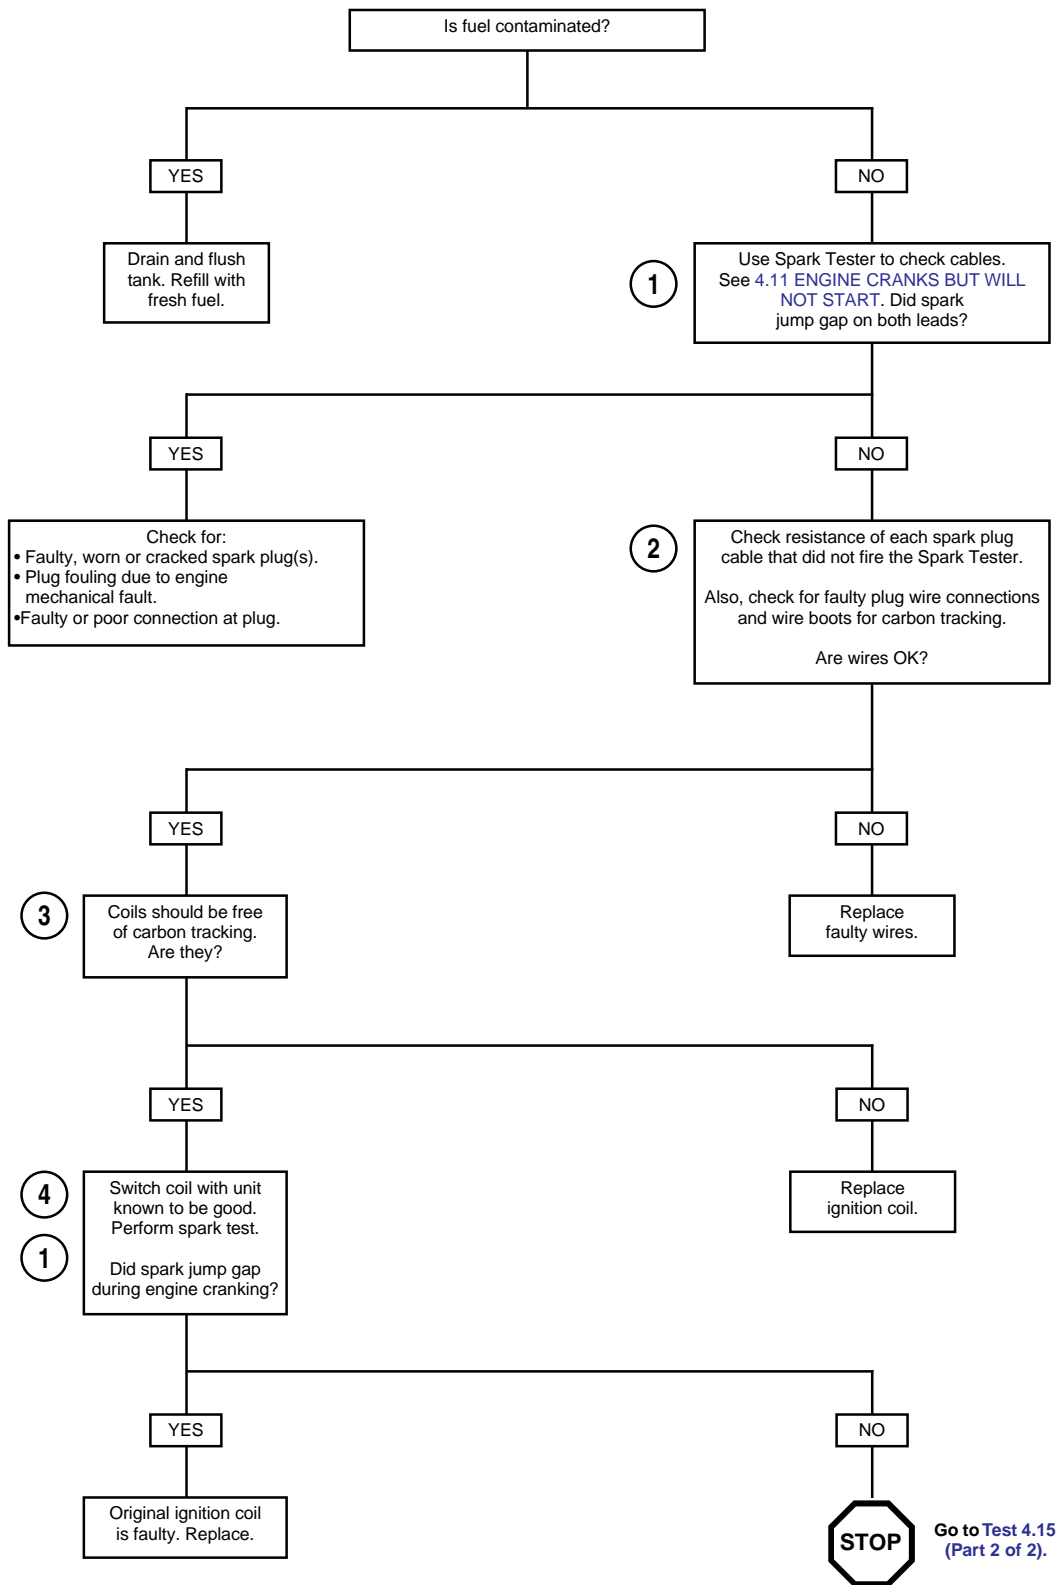 Is fuel contaminated?
YES
NO
Drain and flush
tank. Refill with
fresh fuel.
1
Use Spark Tester to check cables.
See 4.11 ENGINE CRANKS BUT WILL
NOT START. Did spark
jump gap on both leads?
YES
NO
Check for:
• Faulty, worn or cracked spark plug(s).
• Plug fouling due to engine
mechanical fault.
•Faulty or poor connection at plug.
2
Check resistance of each spark plug
cable that did not fire the Spark Tester.
Also, check for faulty plug wire connections
and wire boots for carbon tracking.
Are wires OK?
YES
NO
3
Coils should be free
of carbon tracking.
Are they?
Replace
faulty wires.
YES
NO
4
1
Switch coil with unit
known to be good.
Perform spark test.
Did spark jump gap
during engine cranking?
Replace
ignition coil.
YES
NO
Original ignition coil
is faulty. Replace.
STOP
Go to Test 4.15
(Part 2 of 2).